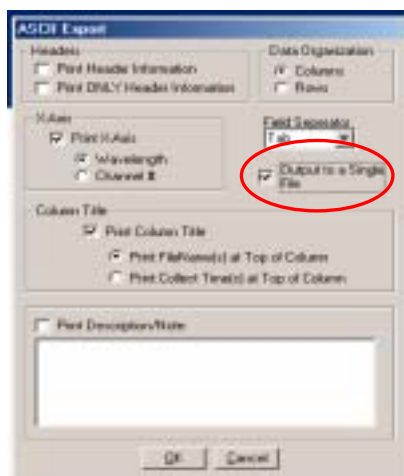 ASCII Export
Headers
Print Header Information
Print ONLY Header Information
Data Organization
Columns
Rows
X-Axis
Print X-Axis
Wavelength
Channel #
Field Separator
Tab
Output to a Single
File
Column Title
Print Column Title
Print FileName(s) at Top of Column
Print Collect Time(s) at Top of Column
Print Description/Note
OK
Cancel